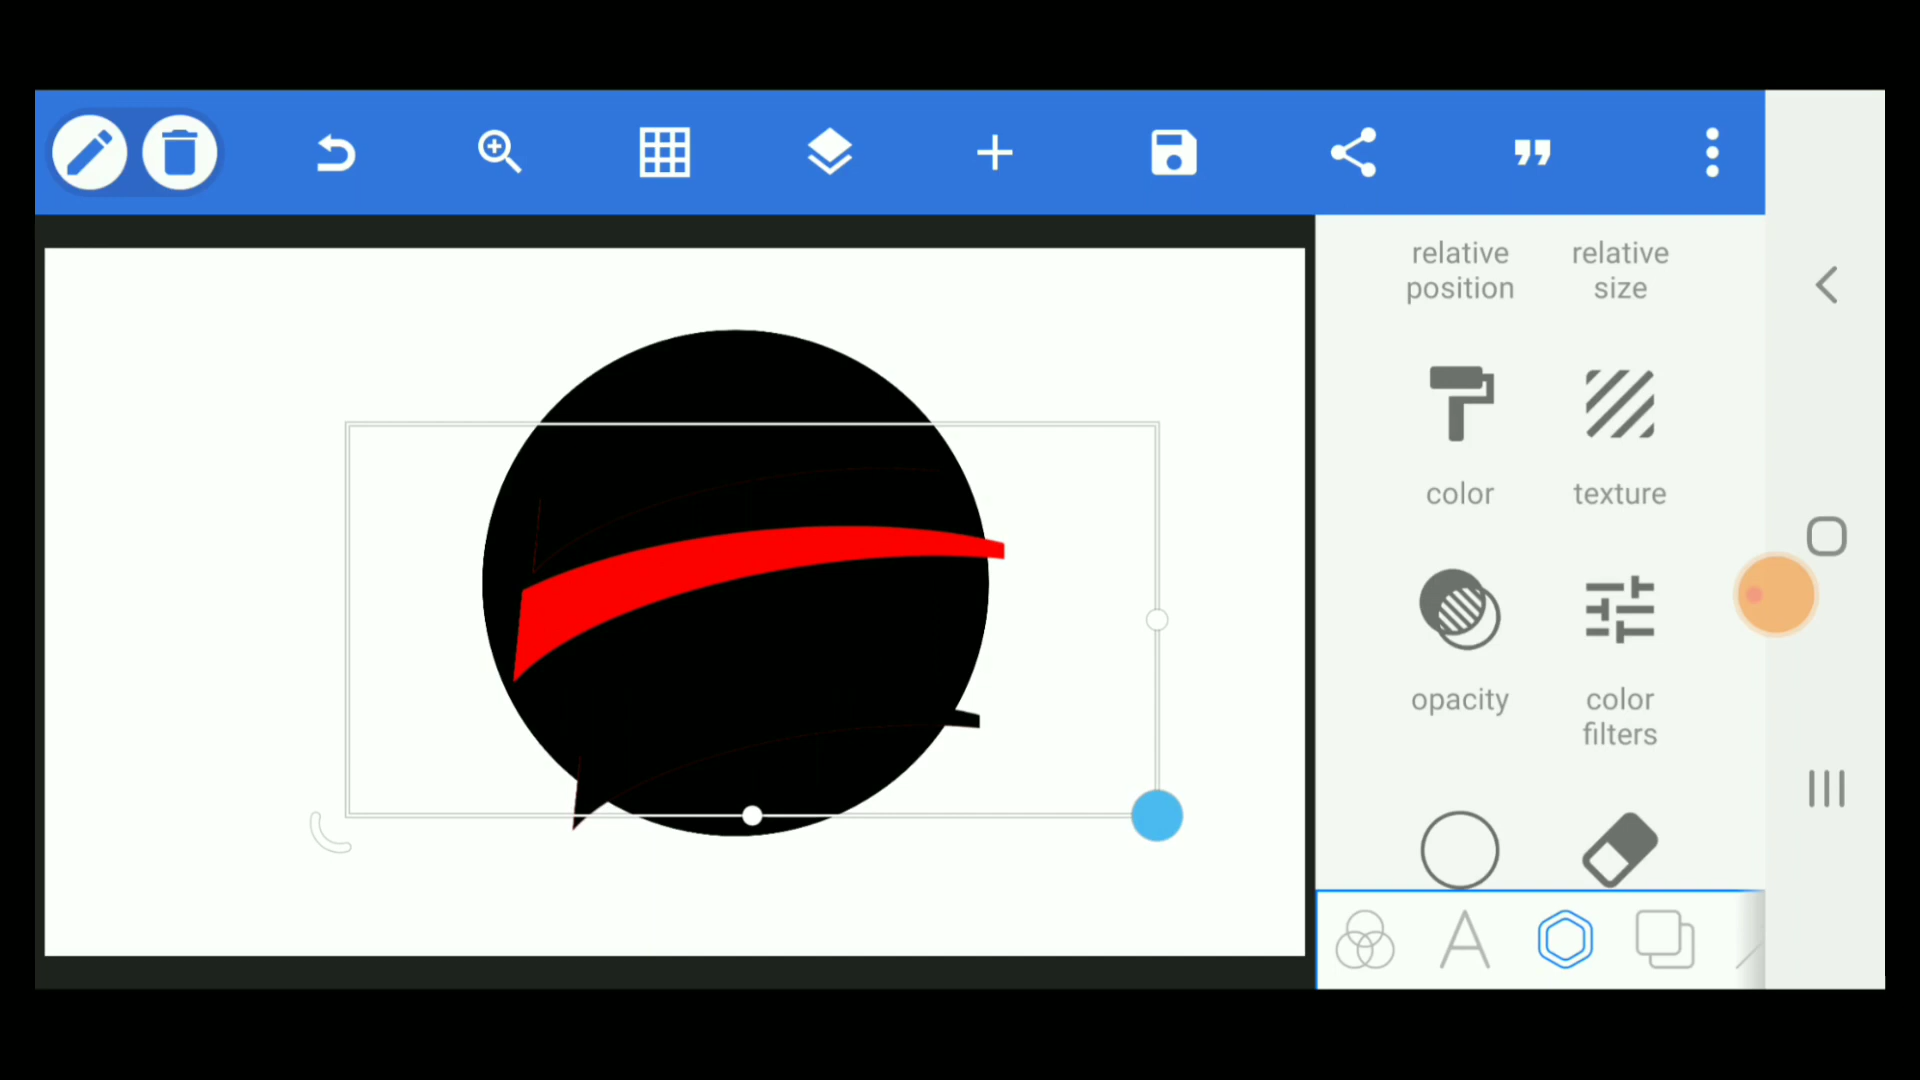 relative
position
relative
size
color
texture
opacity
color
filters